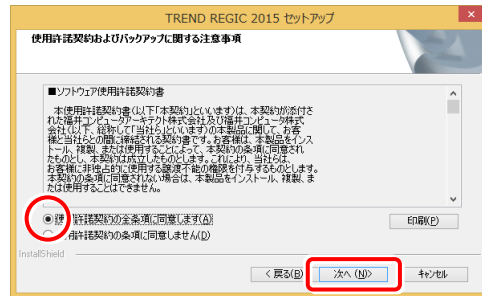 TREND REGIC 2015 セットアップ
使用許諾契約およびバックアップに関する注意事項
■ソフトウェア使用許諾契約書
本使用許諾契約書(以下「本契約」といいます)は、本契約が添付さ
れた福井コンピュータアーキテクト株式会社及び福井コンピュータ株式
会社(以下、総称して「当社ら」といいます)の本製品に関して、お客
様と当社らとの間に締結される契約書です。お客様は、本製品をインス
トール、複製、または使用することによって、本契約の条項に同意され
たものとし、本契約は成立したものとします。これにより、当社らは、
お客様に非独占的に使用する譲渡不能の権限を付与するものとします。
本契約の条項に同意されない場合は、本製品をインストール、複製、ま
たは使用することはできません。
使用許諾契約の全条項に同意します(A)
用許諾契約の条項に同意しません(D)
印刷(P)
InstallShield
< 戻る(B)
次へ (N)>
キャンセル